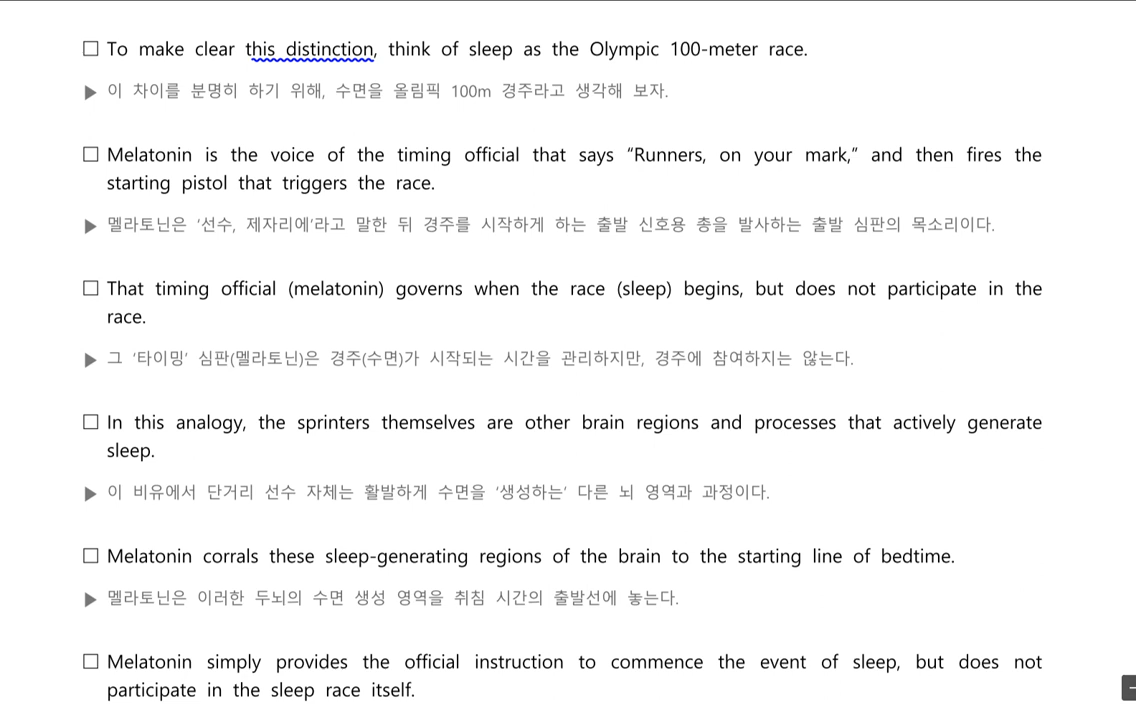 ☐ To make clear this distinction, think of sleep as the Olympic 100-meter race.
▶ 이 차이를 분명히 하기 위해, 수면을 올림픽 100m 경주라고 생각해 보자.
☐ Melatonin is the voice of the timing official that says “Runners, on your mark,” and then fires the
starting pistol that triggers the race.
▶ 멜라토닌은 ‘선수, 제자리에’라고 말한 뒤 경주를 시작하게 하는 출발 신호용 총을 발사하는 출발 심판의 목소리이다.
☐ That timing official (melatonin) governs when the race (sleep) begins, but does not participate in the
race.
▶ 그 ‘타이밍’ 심판(멜라토닌)은 경주(수면)가 시작되는 시간을 관리하지만, 경주에 참여하지는 않는다.
☐ In this analogy, the sprinters themselves are other brain regions and processes that actively generate
sleep.
▶ 이 비유에서 단거리 선수 자체는 활발하게 수면을 ‘생성하는’ 다른 뇌 영역과 과정이다.
☐ Melatonin corrals these sleep-generating regions of the brain to the starting line of bedtime.
▶ 멜라토닌은 이러한 두뇌의 수면 생성 영역을 취침 시간의 출발선에 놓는다.
☐ Melatonin simply provides the official instruction to commence the event of sleep, but does not
participate in the sleep race itself.